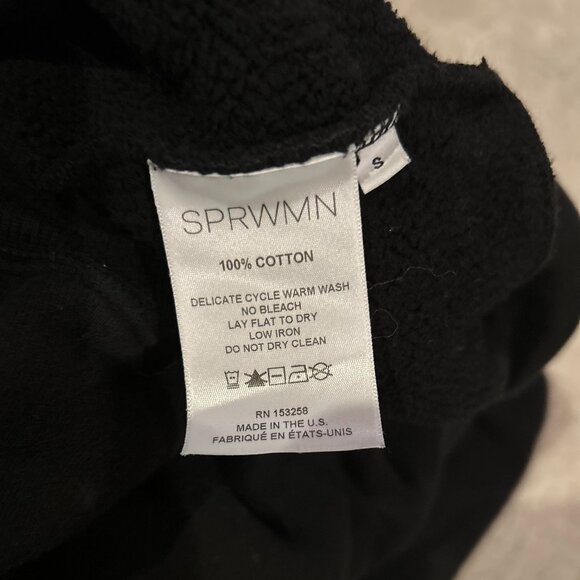 S
SPRWMN
100% COTTON
DELICATE CYCLE WARM WASH
NO BLEACH
LAY FLAT TO DRY
LOW IRON
DO NOT DRY CLEAN
RN 153258
MADE IN THE U.S.
FABRIQUÉ EN ÉTATS-UNIS